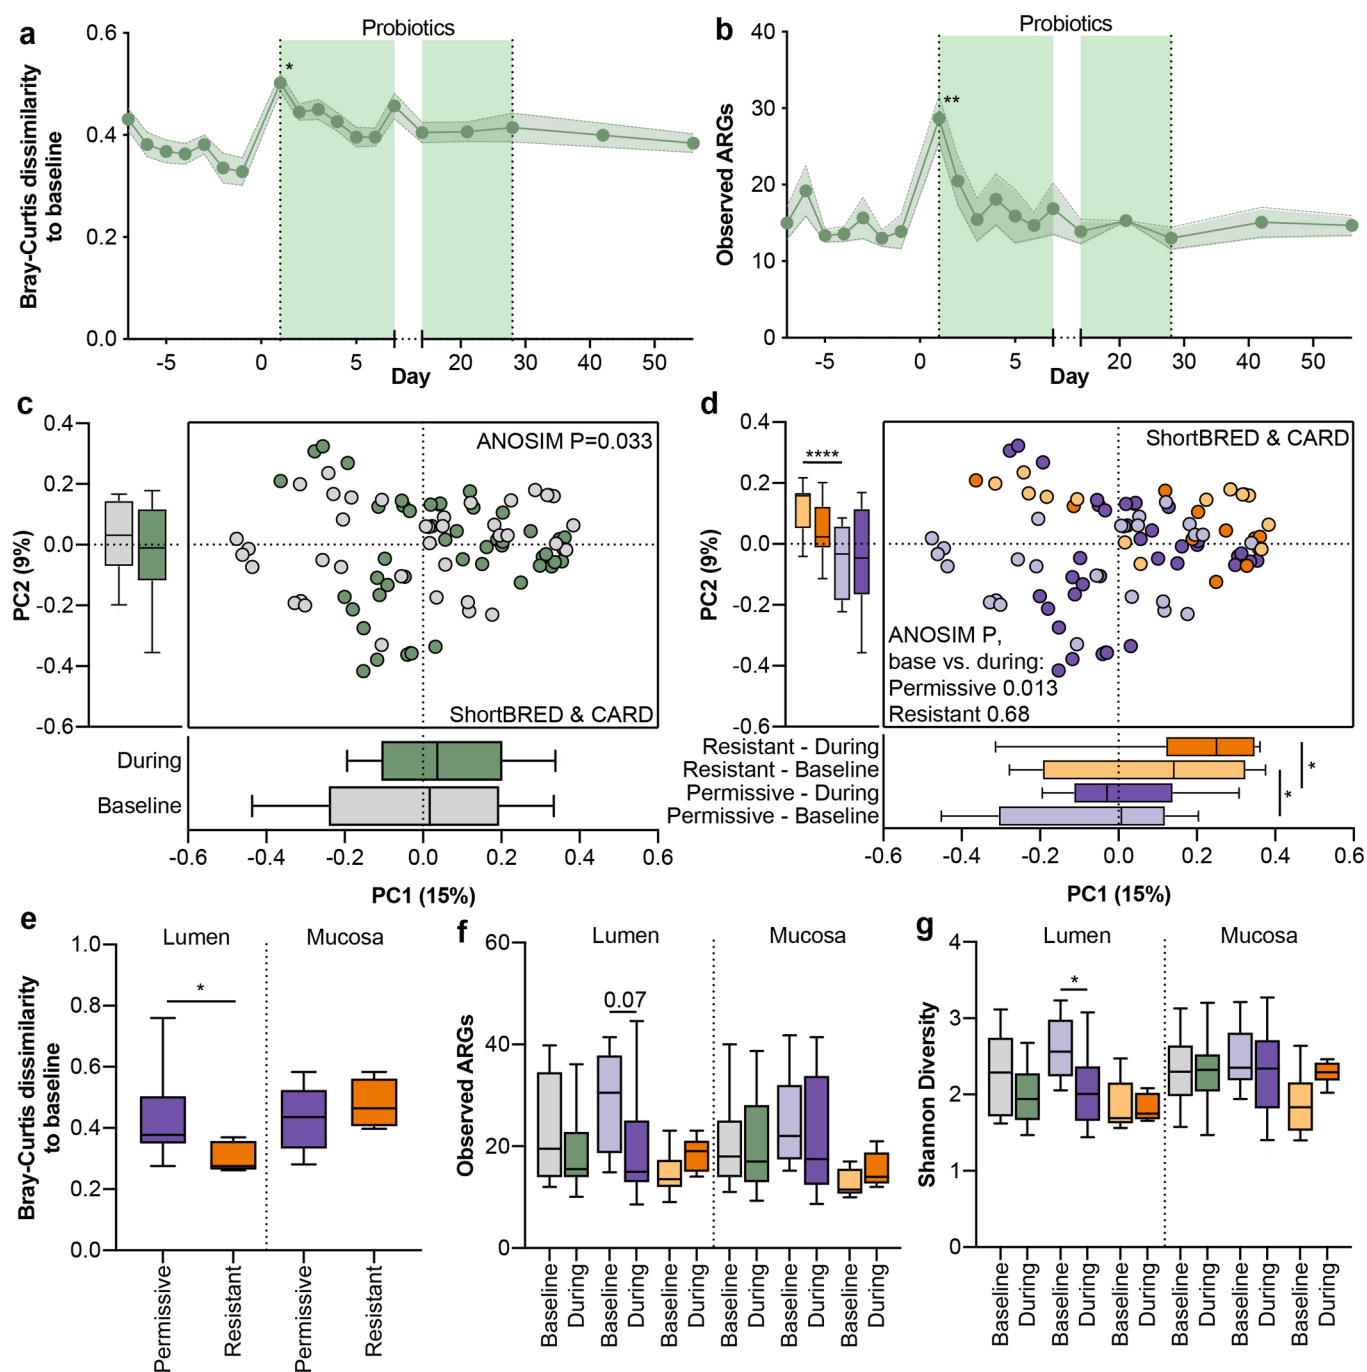 a
Probiotics
Bray-Curtis dissimilarity
to baseline
0.6
0.4
0.2
0.0
*
-5 0 5 20 30 40 50
Day
b
Probiotics
Observed ARGs
40
30
20
10
0
**
-5 0 5 20 30 40 50
Day
c
PC2 (9%)
0.4
0.2
0.0
-0.2
-0.4
-0.6
ANOSIM P=0.033
ShortBRED & CARD
During
Baseline
-0.6 -0.4 -0.2 0.0 0.2 0.4 0.6
PC1 (15%)
d
PC2 (9%)
0.4
0.2
0.0
-0.2
-0.4
-0.6
****
ShortBRED & CARD
ANOSIM P,
base vs. during:
Permissive 0.013
Resistant 0.68
Resistant - During
Resistant - Baseline
Permissive - During
Permissive - Baseline
*
*
-0.6 -0.4 -0.2 0.0 0.2 0.4 0.6
PC1 (15%)
e
Lumen Mucosa
Bray-Curtis dissimilarity
to baseline
1.0
0.8
0.6
0.4
0.2
0.0
*
Permissive
Resistant
Permissive
Resistant
f
Lumen Mucosa
Observed ARGs
60
40
20
0
0.07
Baseline
During
Baseline
During
Baseline
During
Baseline
During
Baseline
During
Baseline
During
g
Lumen Mucosa
Shannon Diversity
4
3
2
1
0
*
Baseline
During
Baseline
During
Baseline
During
Baseline
During
Baseline
During
Baseline
During